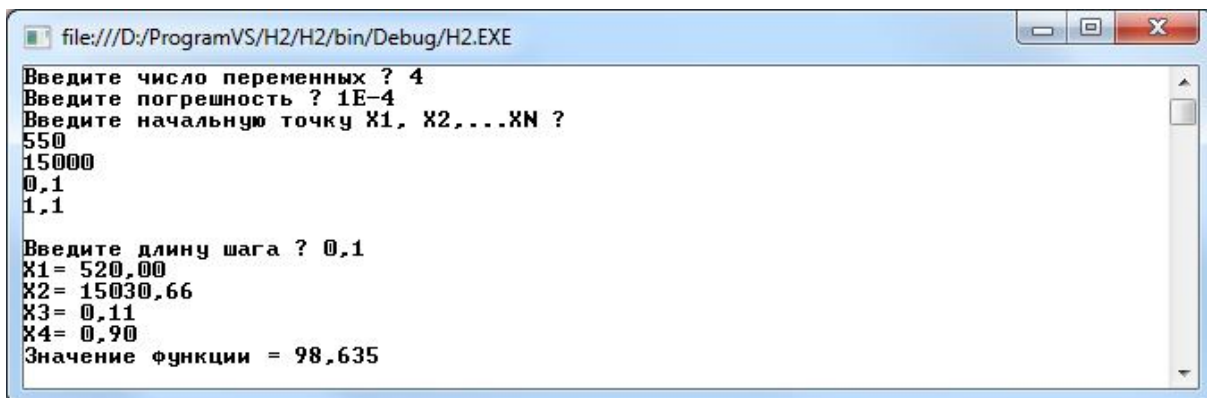 file:///D:/ProgramVS/H2/H2/bin/Debug/H2.EXE
Введите число переменных ? 4
Введите погрешность ? 1E-4
Введите начальную точку X1, X2,....XN ?
550
15000
0,1
1,1
Введите длину шага ? 0,1
X1= 520,00
X2= 15030,66
X3= 0,11
X4= 0,90
Значение функции = 98,635